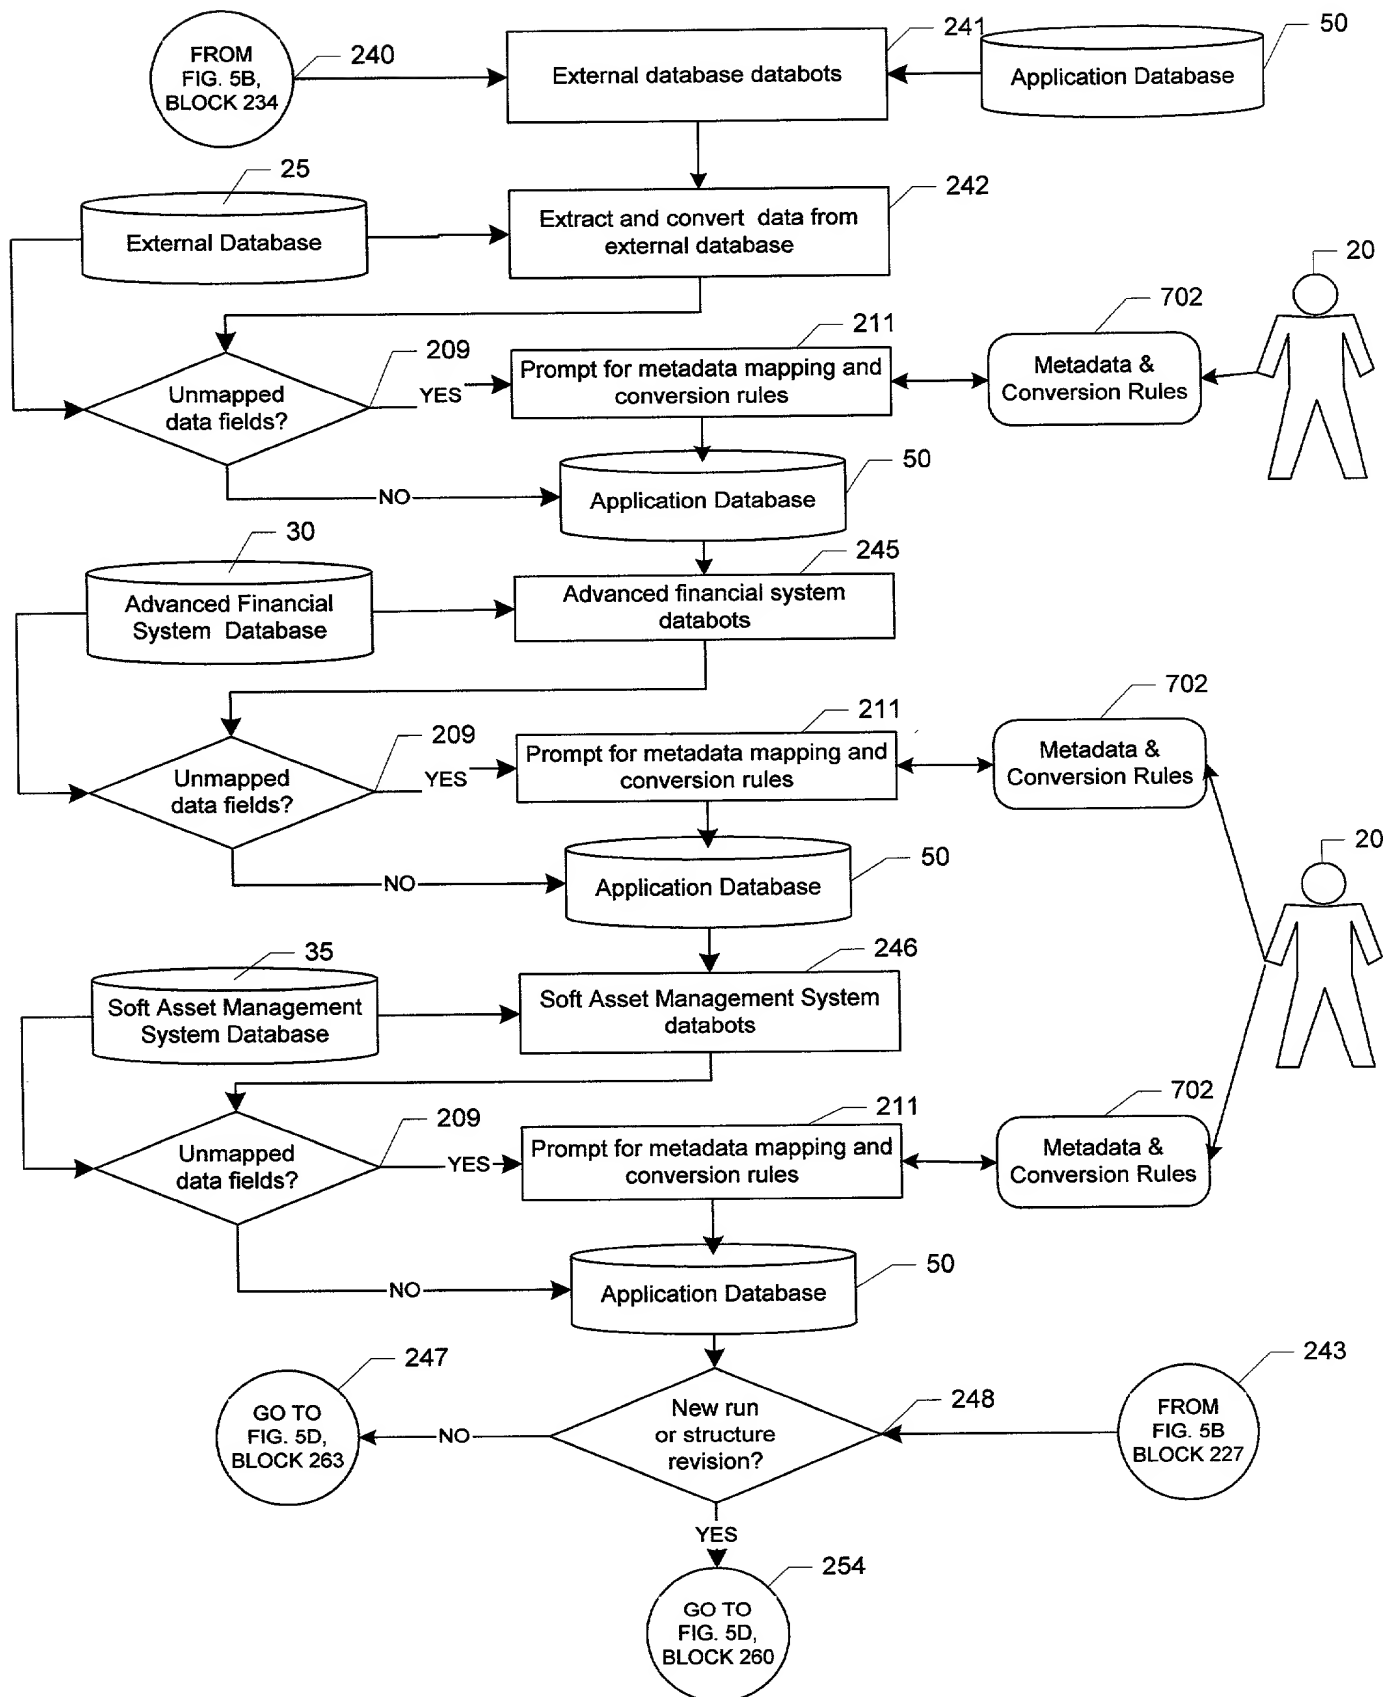 240
FROM
FIG. 5B,
BLOCK 234
241
External database databots
50
Application Database
25
External Database
242
Extract and convert data from
external database
20
209
Unmapped
data fields?
YES
211
Prompt for metadata mapping and
conversion rules
702
Metadata &
Conversion Rules
NO
50
Application Database
30
Advanced Financial
System Database
245
Advanced financial system
databots
209
Unmapped
data fields?
YES
211
Prompt for metadata mapping and
conversion rules
702
Metadata &
Conversion Rules
20
NO
50
Application Database
35
Soft Asset Management
System Database
246
Soft Asset Management System
databots
209
Unmapped
data fields?
YES
211
Prompt for metadata mapping and
conversion rules
702
Metadata &
Conversion Rules
NO
50
Application Database
247
GO TO
FIG. 5D,
BLOCK 263
NO
248
New run
or structure
revision?
243
FROM
FIG. 5B
BLOCK 227
YES
254
GO TO
FIG. 5D,
BLOCK 260